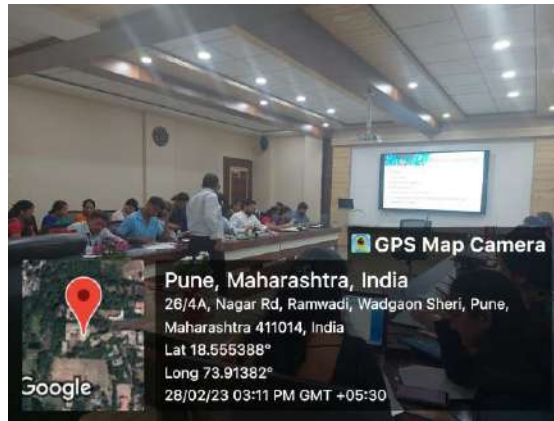 GPS Map Camera
Pune, Maharashtra, India
26/4A, Nagar Rd, Ramwadi, Wadgaon Sheri, Pune,
Maharashtra 411014, India
Lat 18.555388°
Long 73.91382°
28/02/23 03:11 PM GMT +05:30
Google